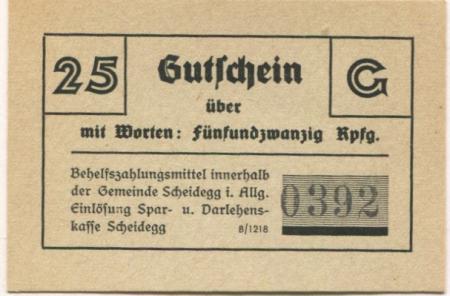 25 Gutschein G
über
mit Worten: Fünfundzwanzig Rpfg.
Behelfszahlungsmittel innerhalb
der Gemeinde Scheidegg i. Allg.
Einlösung Spar- u. Darlehens-
kasse Scheidegg B/1218
0392